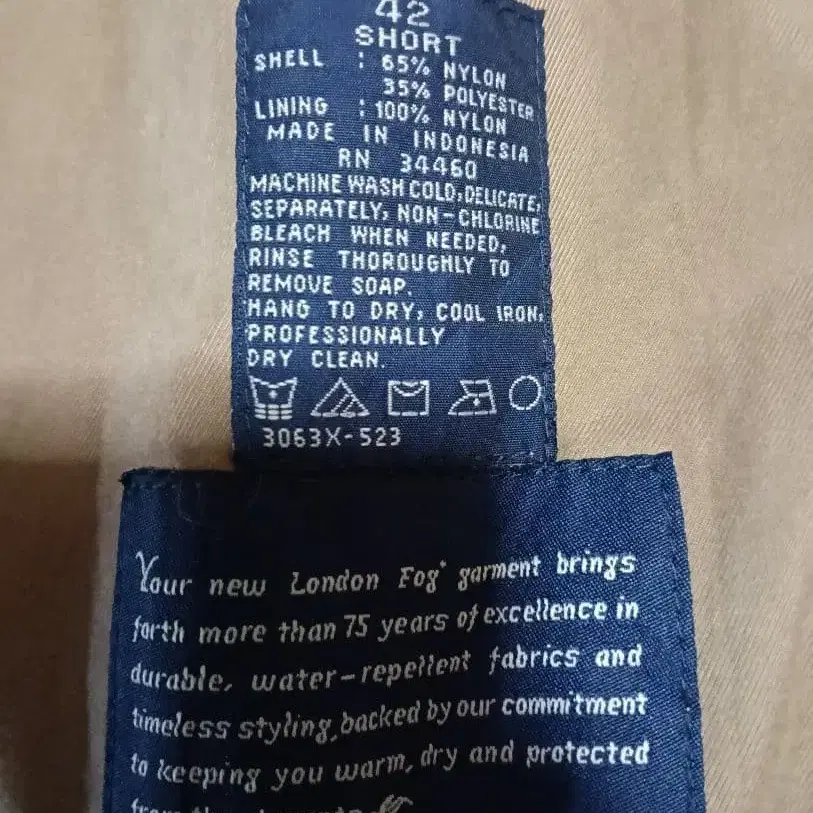 42
SHORT
SHELL : 65% NYLON
35% POLYESTER
LINING : 100% NYLON
MADE IN INDONESIA
RN 34460
MACHINE WASH COLD, DELICATE,
SEPARATELY, NON-CHLORINE
BLEACH WHEN NEEDED,
RINSE THOROUGHLY TO
REMOVE SOAP.
HANG TO DRY, COOL IRON,
PROFESSIONALLY
DRY CLEAN.
3063X-523
Your new London Fog® garment brings
forth more than 75 years of excellence in
durable, water-repellent fabrics and
timeless styling, backed by our commitment
to keeping you warm, dry and protected
from the